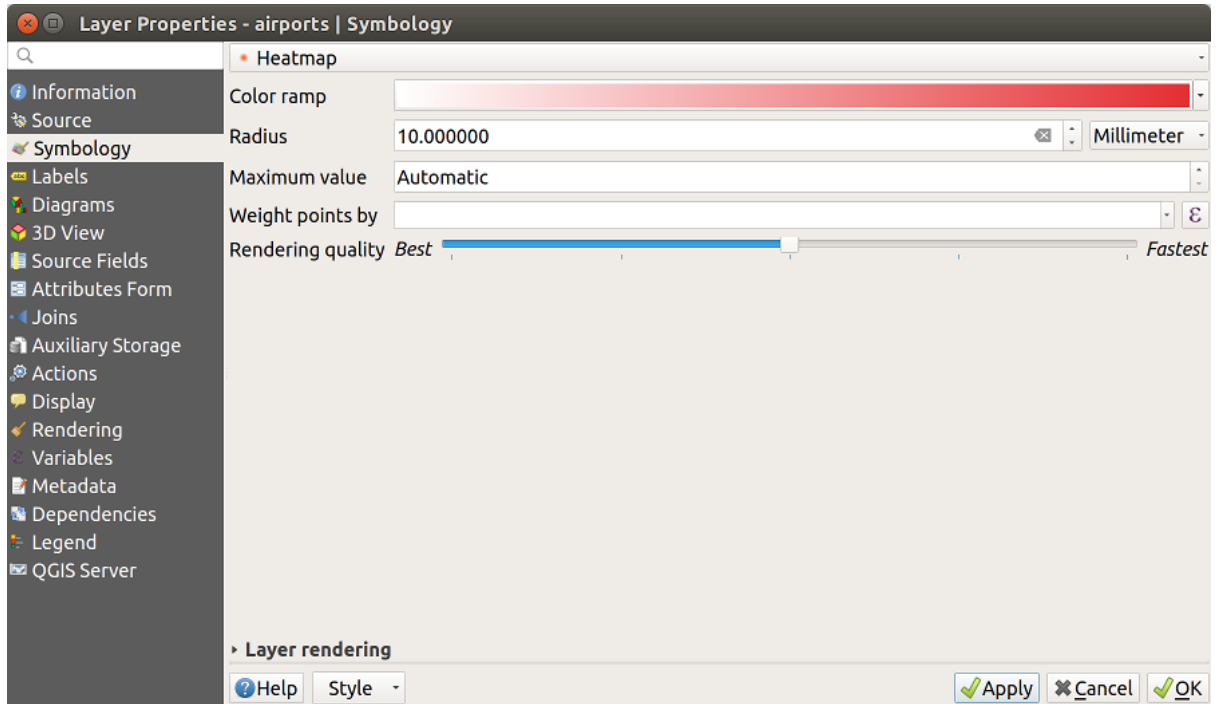 Layer Properties - airports | Symbology
Heatmap
Information
Source
Symbology
Labels
Diagrams
3D View
Source Fields
Attributes Form
Joins
Auxiliary Storage
Actions
Display
Rendering
Variables
Metadata
Dependencies
Legend
QGIS Server
Color ramp
Radius 10.000000 Millimeter
Maximum value Automatic
Weight points by ε
Rendering quality Best Fastest
Layer rendering
Help Style Apply Cancel OK